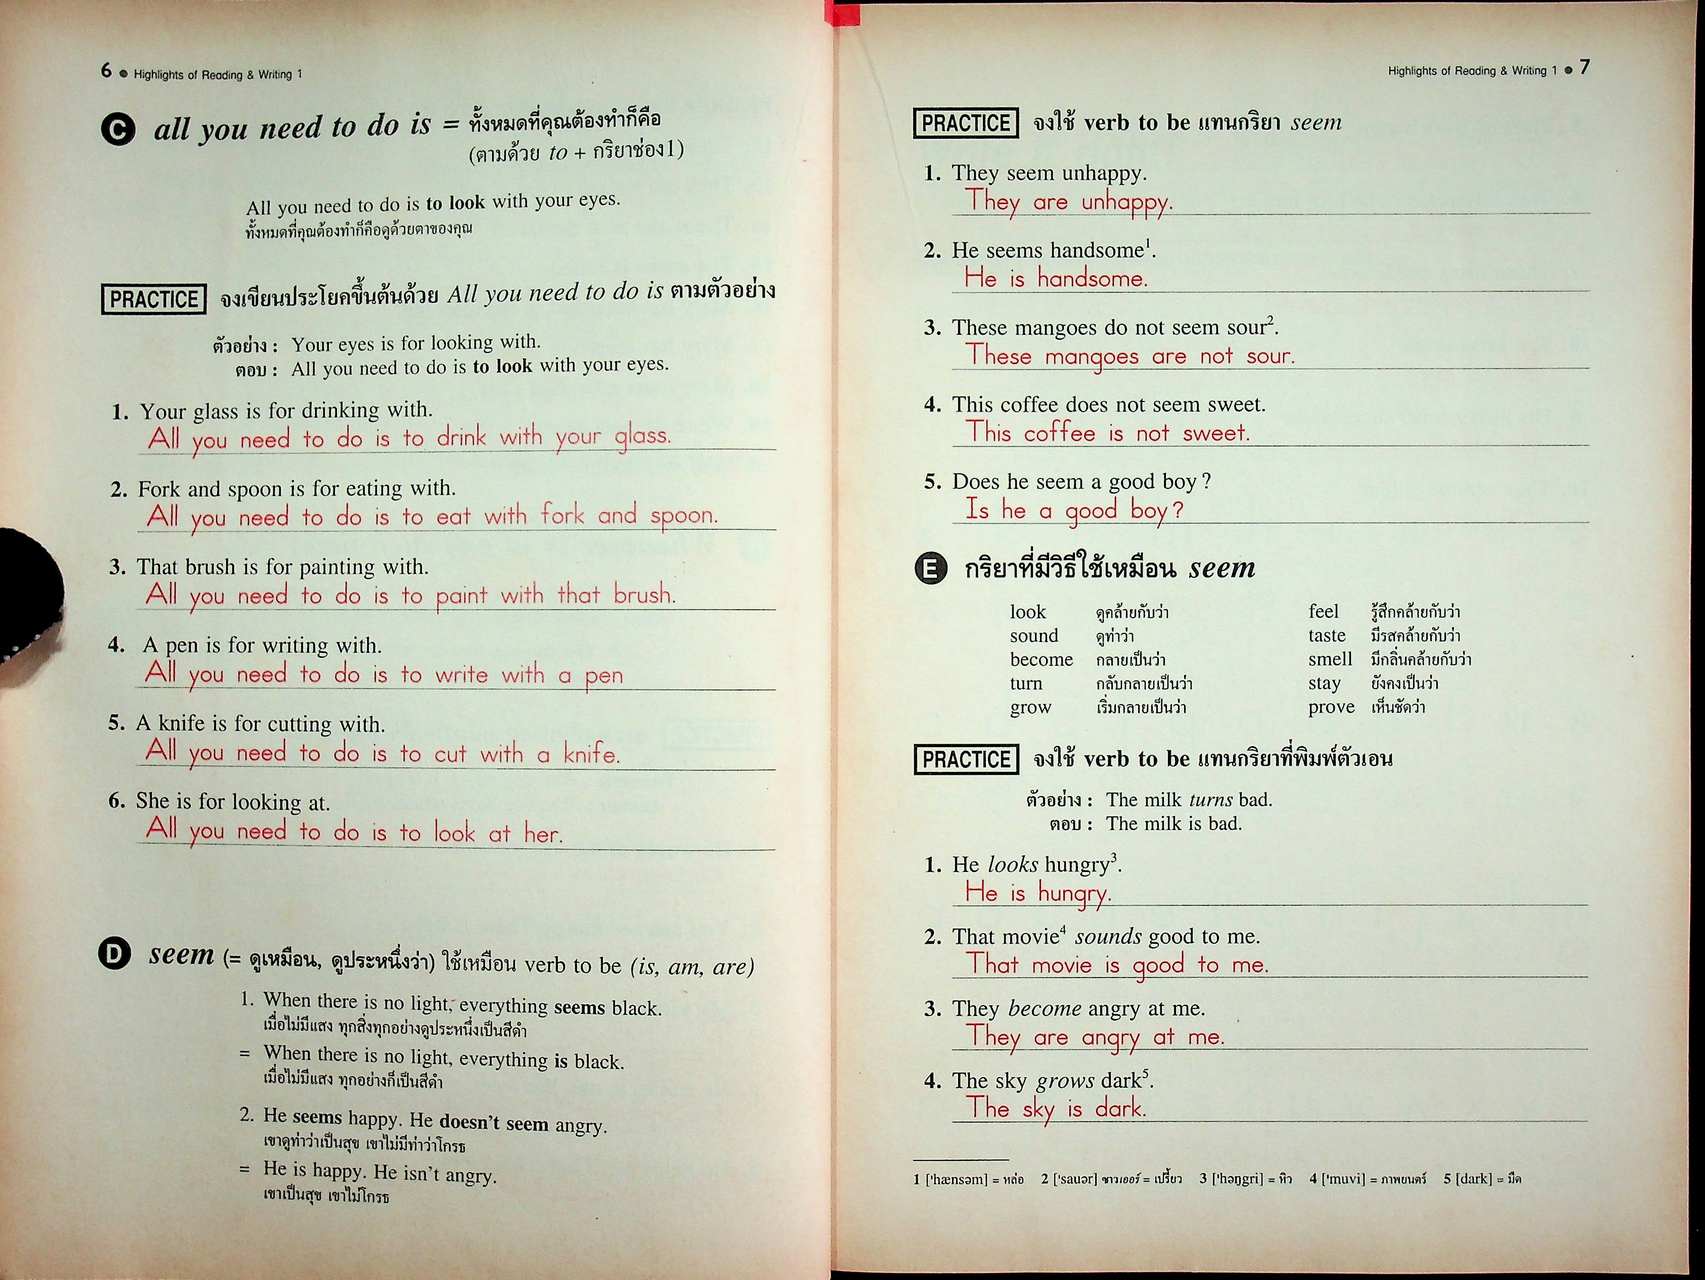 6 ● Highlights of Reading & Writing 1
C all you need to do is = ทั้งหมดที่คุณต้องทำก็คือ
(ตามด้วย to + กริยาช่อง1)
All you need to do is to look with your eyes.
ทั้งหมดที่คุณต้องทำก็คือดูด้วยตาของคุณ
PRACTICE จงเขียนประโยคขึ้นต้นด้วย All you need to do is ตามตัวอย่าง
ตัวอย่าง : Your eyes is for looking with.
ตอบ : All you need to do is to look with your eyes.
1. Your glass is for drinking with.
All you need to do is to drink with your glass.
2. Fork and spoon is for eating with.
All you need to do is to eat with fork and spoon.
3. That brush is for painting with.
All you need to do is to paint with that brush.
4. A pen is for writing with.
All you need to do is to write with a pen
5. A knife is for cutting with.
All you need to do is to cut with a knife.
6. She is for looking at.
All you need to do is to look at her.
D seem (= ดูเหมือน, ดูประหนึ่งว่า) ใช้เหมือน verb to be (is, am, are)
1. When there is no light, everything seems black.
เมื่อไม่มีแสง ทุกสิ่งทุกอย่างดูประหนึ่งเป็นสีดำ
= When there is no light, everything is black.
เมื่อไม่มีแสง ทุกอย่างก็เป็นสีดำ
2. He seems happy. He doesn't seem angry.
เขาดูท่าว่าเป็นสุข เขาไม่มีท่าว่าโกรธ
= He is happy. He isn't angry.
เขาเป็นสุข เขาไม่โกรธ
Highlights of Reading & Writing 1 ● 7
PRACTICE จงใช้ verb to be แทนกริยา seem
1. They seem unhappy.
They are unhappy.
2. He seems handsome¹.
He is handsome.
3. These mangoes do not seem sour².
These mangoes are not sour.
4. This coffee does not seem sweet.
This coffee is not sweet.
5. Does he seem a good boy?
Is he a good boy?
E กริยาที่มีวิธีใช้เหมือน seem
look ดูคล้ายกับว่า feel รู้สึกคล้ายกับว่า
sound ดูท่าว่า taste มีรสคล้ายกับว่า
become กลายเป็นว่า smell มีกลิ่นคล้ายกับว่า
turn กลับกลายเป็นว่า stay ยังคงเป็นว่า
grow เริ่มกลายเป็นว่า prove เห็นชัดว่า
PRACTICE จงใช้ verb to be แทนกริยาที่พิมพ์ตัวเอน
ตัวอย่าง : The milk turns bad.
ตอบ : The milk is bad.
1. He looks hungry³.
He is hungry.
2. That movie⁴ sounds good to me.
That movie is good to me.
3. They become angry at me.
They are angry at me.
4. The sky grows dark⁵.
The sky is dark.
1 ['hænsəm] = หล่อ 2 ['sauər] ซาวเออร์ = เปรี้ยว 3 ['həŋgri] = หิว 4 ['muvi] = ภาพยนตร์ 5 [dark] = มืด